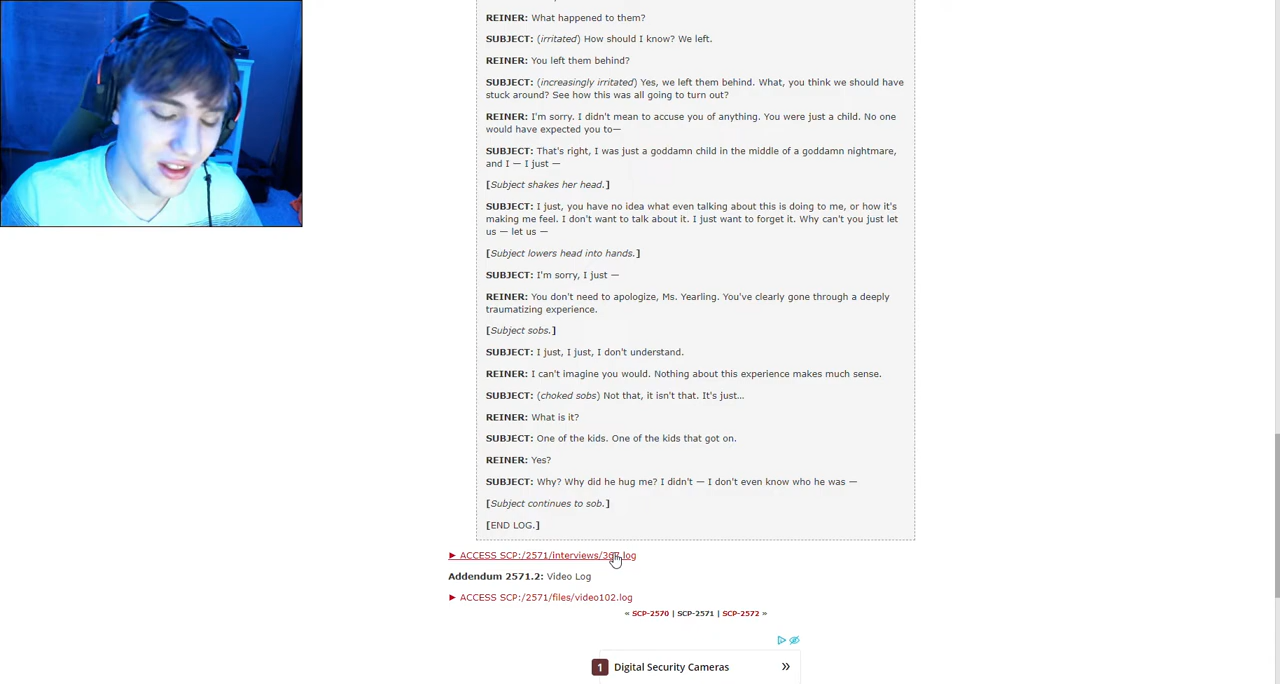 REINER: What happened to them?
SUBJECT: (irritated) How should I know? We left.
REINER: You left them behind?
SUBJECT: (increasingly irritated) Yes, we left them behind. What, you think we should have
stuck around? See how this was all going to turn out?
REINER: I'm sorry. I didn't mean to accuse you of anything. You were just a child. No one
would have expected you to—
SUBJECT: That's right, I was just a goddamn child in the middle of a goddamn nightmare,
and I — I just —
[Subject shakes her head.]
SUBJECT: I just, you have no idea what even talking about this is doing to me, or how it's
making me feel. I don't want to talk about it. I just want to forget it. Why can't you just let
us — let us —
[Subject lowers head into hands.]
SUBJECT: I'm sorry, I just —
REINER: You don't need to apologize, Ms. Yearling. You've clearly gone through a deeply
traumatizing experience.
[Subject sobs.]
SUBJECT: I just, I just, I don't understand.
REINER: I can't imagine you would. Nothing about this experience makes much sense.
SUBJECT: (choked sobs) Not that, it isn't that. It's just...
REINER: What is it?
SUBJECT: One of the kids. One of the kids that got on.
REINER: Yes?
SUBJECT: Why? Why did he hug me? I didn't — I don't even know who he was —
[Subject continues to sob.]
[END LOG.]
► ACCESS SCP:/2571/interviews/ .log
Addendum 2571.2: Video Log
► ACCESS SCP:/2571/files/video102.log
« SCP-2570 | SCP-2571 | SCP-2572 »
1 Digital Security Cameras »